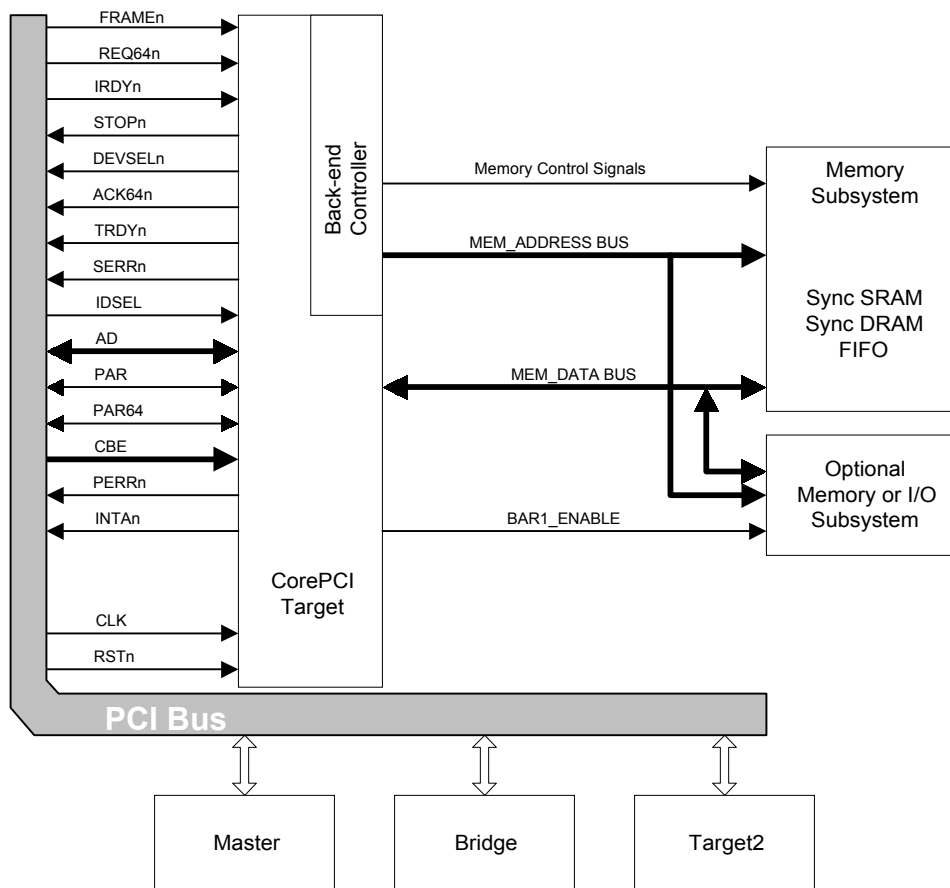 FRAMEn
REQ64n
IRDYn
STOPn
DEVSELn
ACK64n
TRDYn
SERRn
IDSEL
AD
PAR
PAR64
CBE
PERRn
INTAn
CLK
RSTn
Back-end
Controller
CorePCI
Target
Memory Control Signals
MEM_ADDRESS BUS
MEM_DATA BUS
BAR1_ENABLE
Memory
Subsystem
Sync SRAM
Sync DRAM
FIFO
Optional
Memory or I/O
Subsystem
PCI Bus
Master
Bridge
Target2